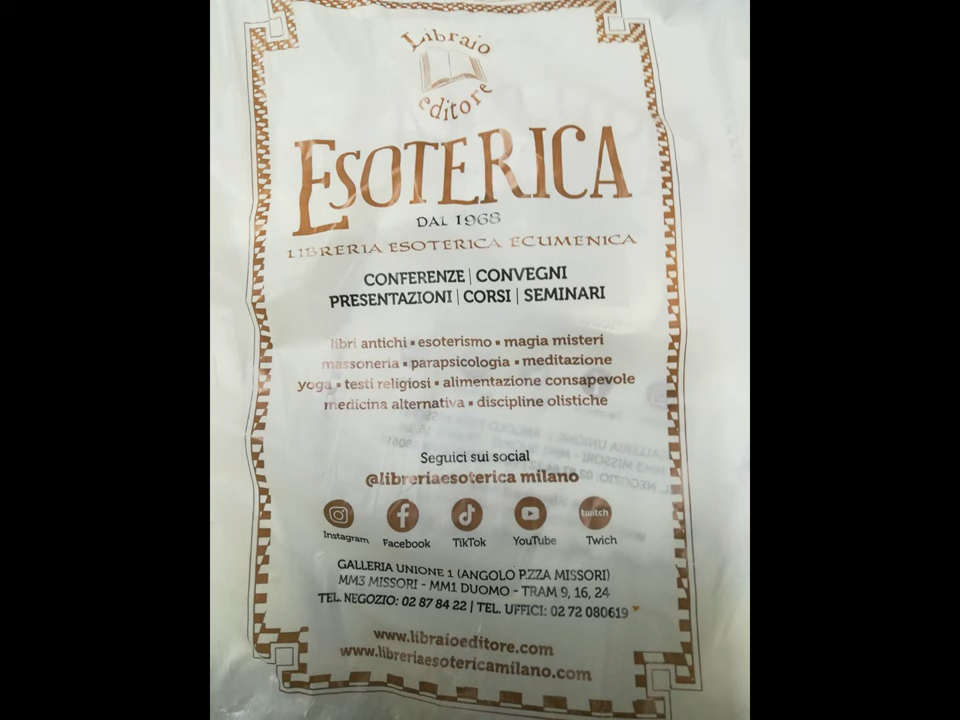 Libraio
editore
ESOTERICA
DAL 1968
LIBRERIA ESOTERICA ECUMENICA
CONFERENZE | CONVEGNI
PRESENTAZIONI | CORSI | SEMINARI
libri antichi ▪ esoterismo ▪ magia misteri
massoneria ▪ parapsicologia ▪ meditazione
yoga ▪ testi religiosi ▪ alimentazione consapevole
medicina alternativa ▪ discipline olistiche
Seguici sui social
@libreriaesoterica milano
twitch
Instagram Facebook TikTok YouTube Twich
GALLERIA UNIONE 1 (ANGOLO P.ZZA MISSORI)
MM3 MISSORI - MM1 DUOMO - TRAM 9, 16, 24
TEL. NEGOZIO: 02 87 84 22 | TEL. UFFICI: 02 72 080619
www.libraioeditore.com
www.libreriaesotericamilano.com